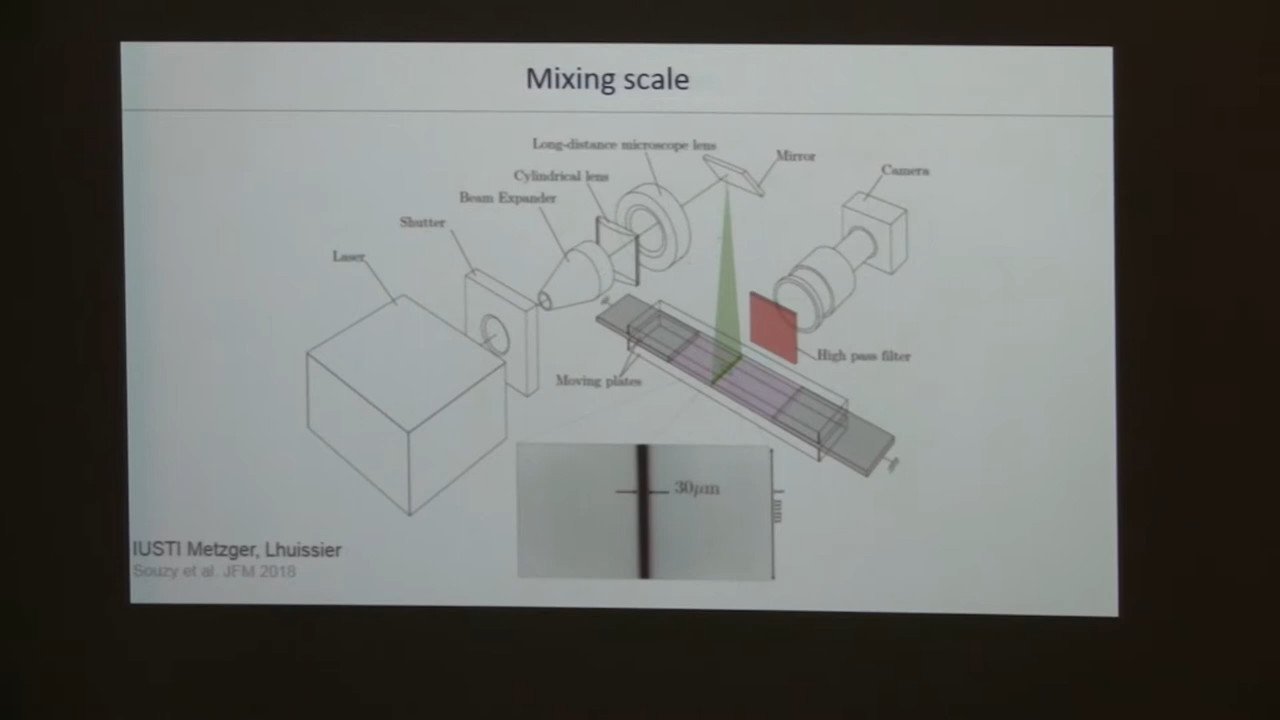 Mixing scale
Long-distance microscope lens
Mirror
Cylindrical lens
Camera
Beam Expander
Shutter
Laser
High pass filter
Moving plates
30μm
mm
IUSTI Metzger, Lhuissier
Souzy et al. JFM 2018